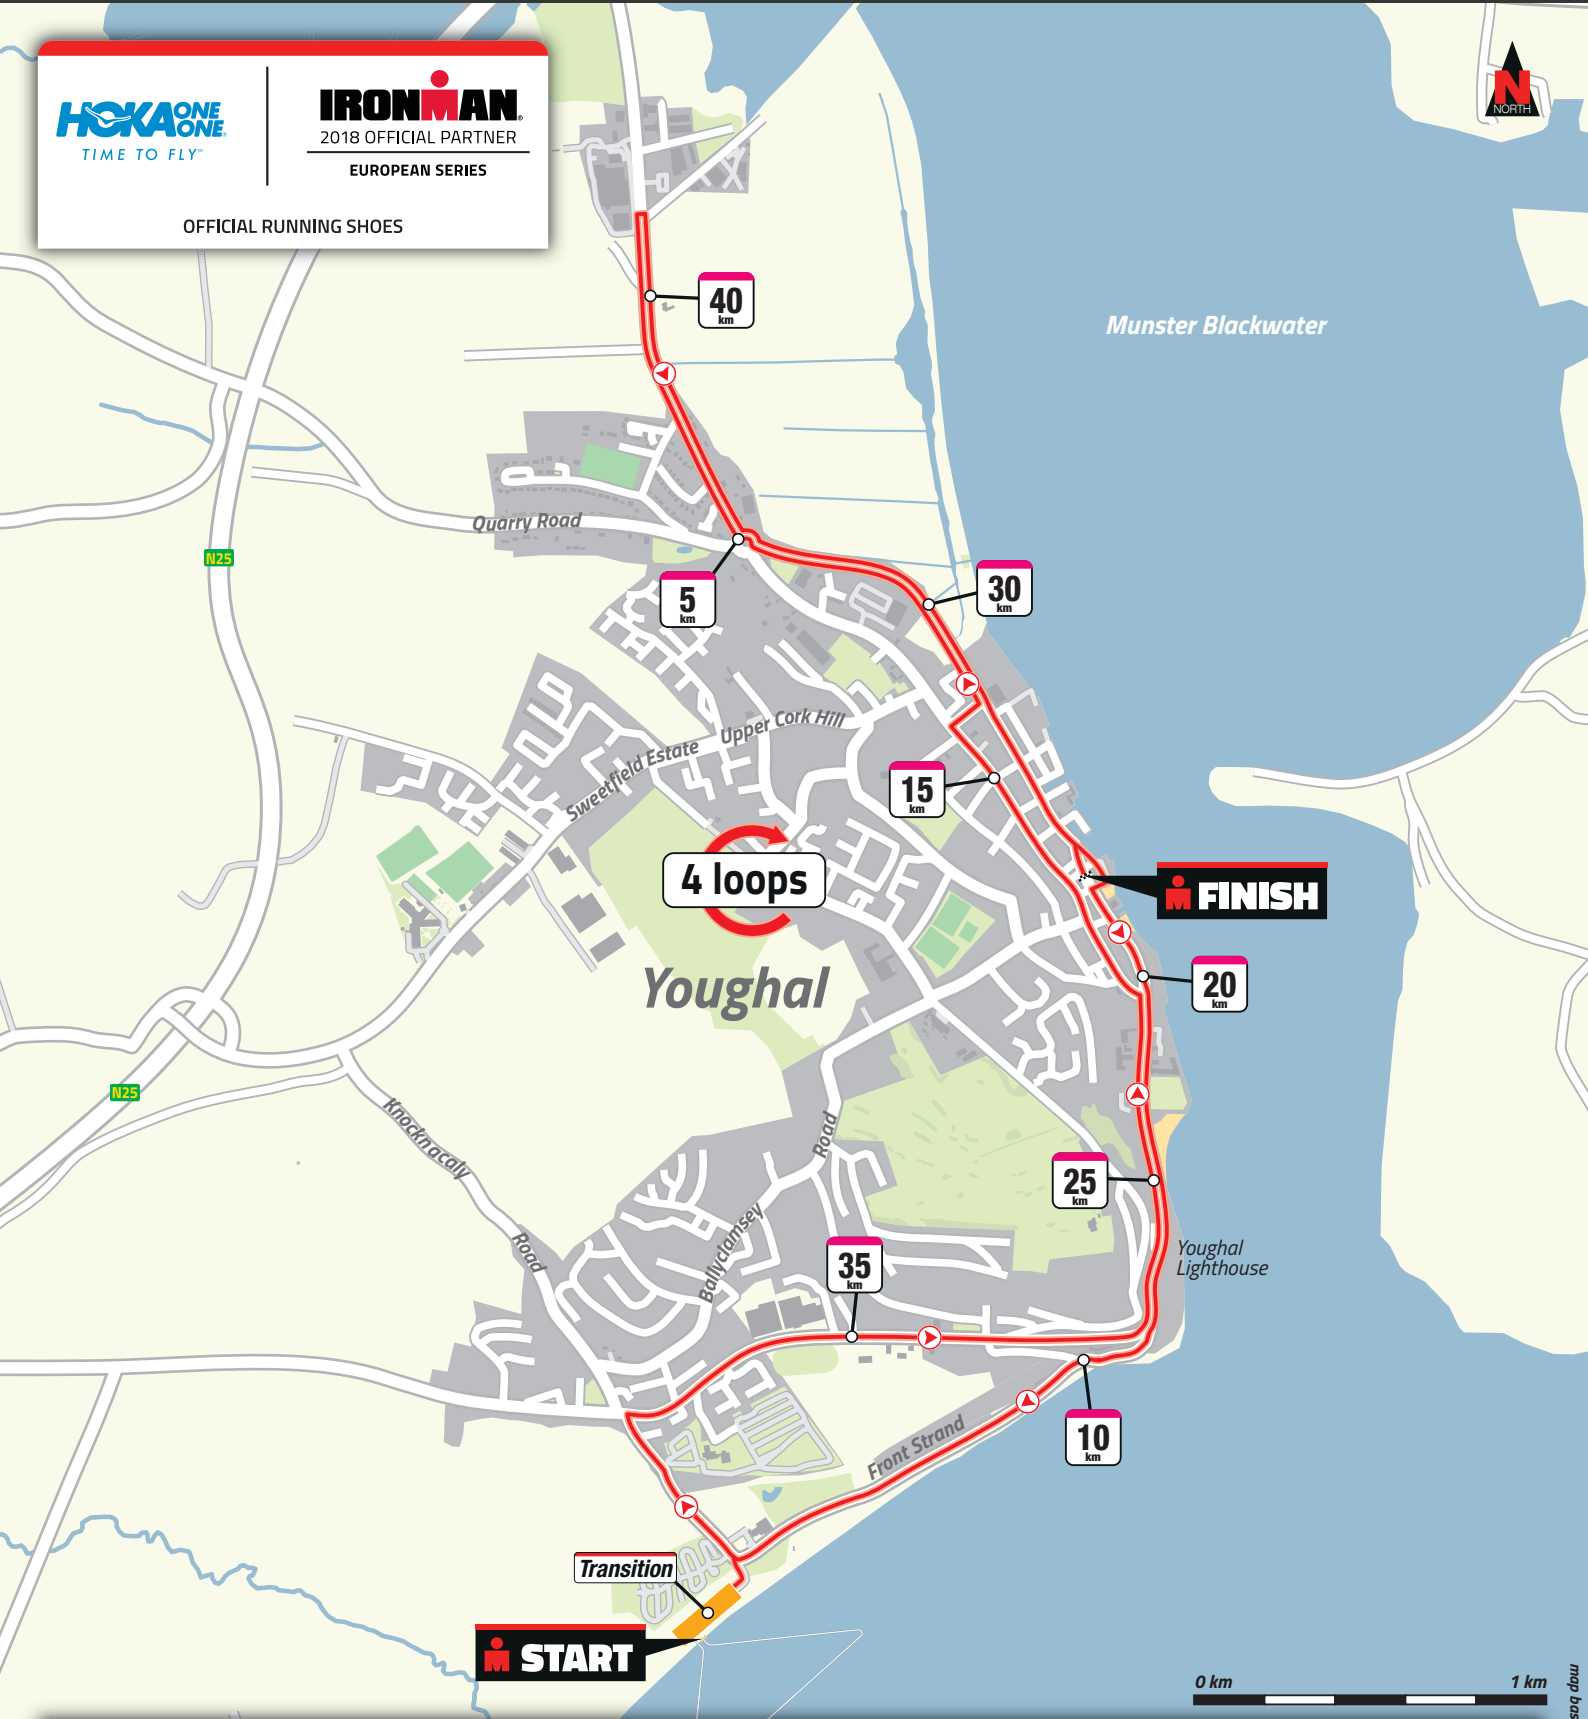 HOKA ONE ONE
TIME TO FLY
IRONMAN
2018 OFFICIAL PARTNER
EUROPEAN SERIES
OFFICIAL RUNNING SHOES
N
NORTH
40
km
Munster Blackwater
Quarry Road
N25
5
km
30
km
Upper Cork Hill
Sweetfield Estate
15
km
4 loops
FINISH
Youghal
20
km
N25
Knocknacaly
Road
Road
Ballyclamsey
25
km
Youghal
Lighthouse
35
km
10
km
Front Strand
Transition
START
0 km
1 km
map bas